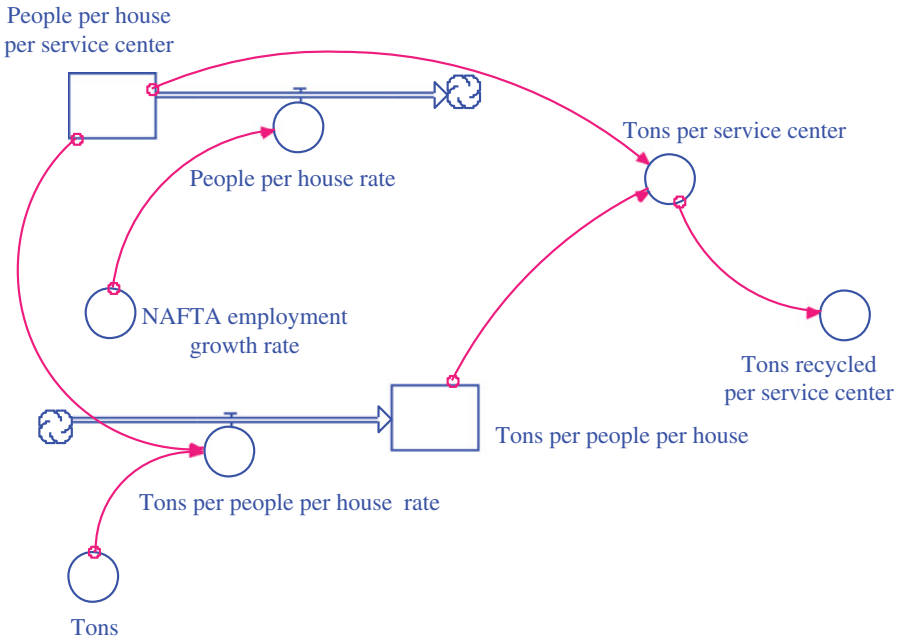 People per house
per service center
Tons per service center
People per house rate
NAFTA employment
growth rate
Tons recycled
per service center
Tons per people per house
Tons per people per house rate
Tons